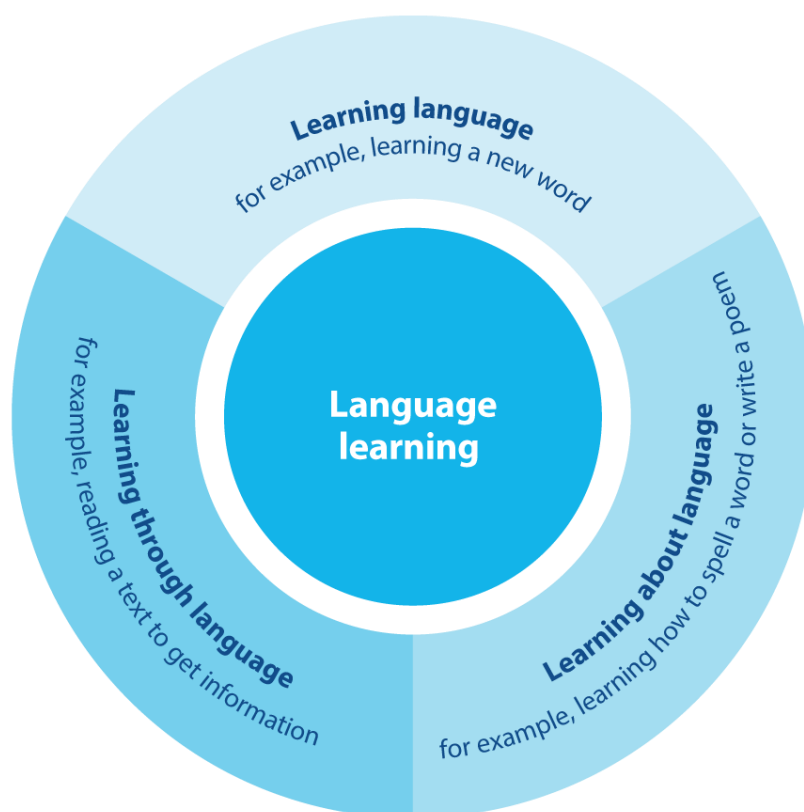 Learning language
for example, learning a new word
Language
learning
Learning through language
for example, reading a text to get information
Learning about language
for example, learning how to spell a word or write a poem